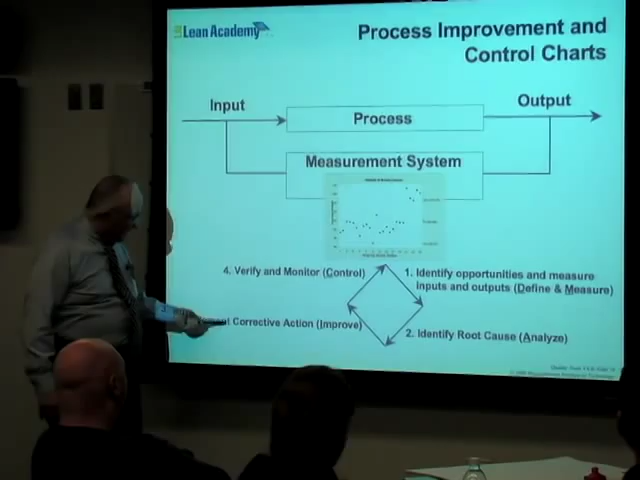 Lean Academy
Process Improvement and
Control Charts
Input
Output
Process
Measurement System
4. Verify and Monitor (Control)
1. Identify opportunities and measure
inputs and outputs (Define & Measure)
Corrective Action (Improve)
2. Identify Root Cause (Analyze)